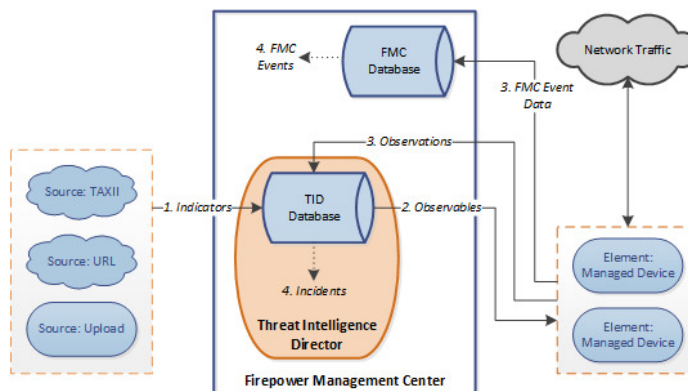 4. FMC
Events
FMC
Database
Network Traffic
3. FMC Event
Data
3. Observations
Source: TAXII
1. Indicators
TID
Database
2. Observables
Source: URL
Element:
Managed Device
4. Incidents
Source: Upload
Element:
Managed Device
Threat Intelligence
Director
Firepower Management Center